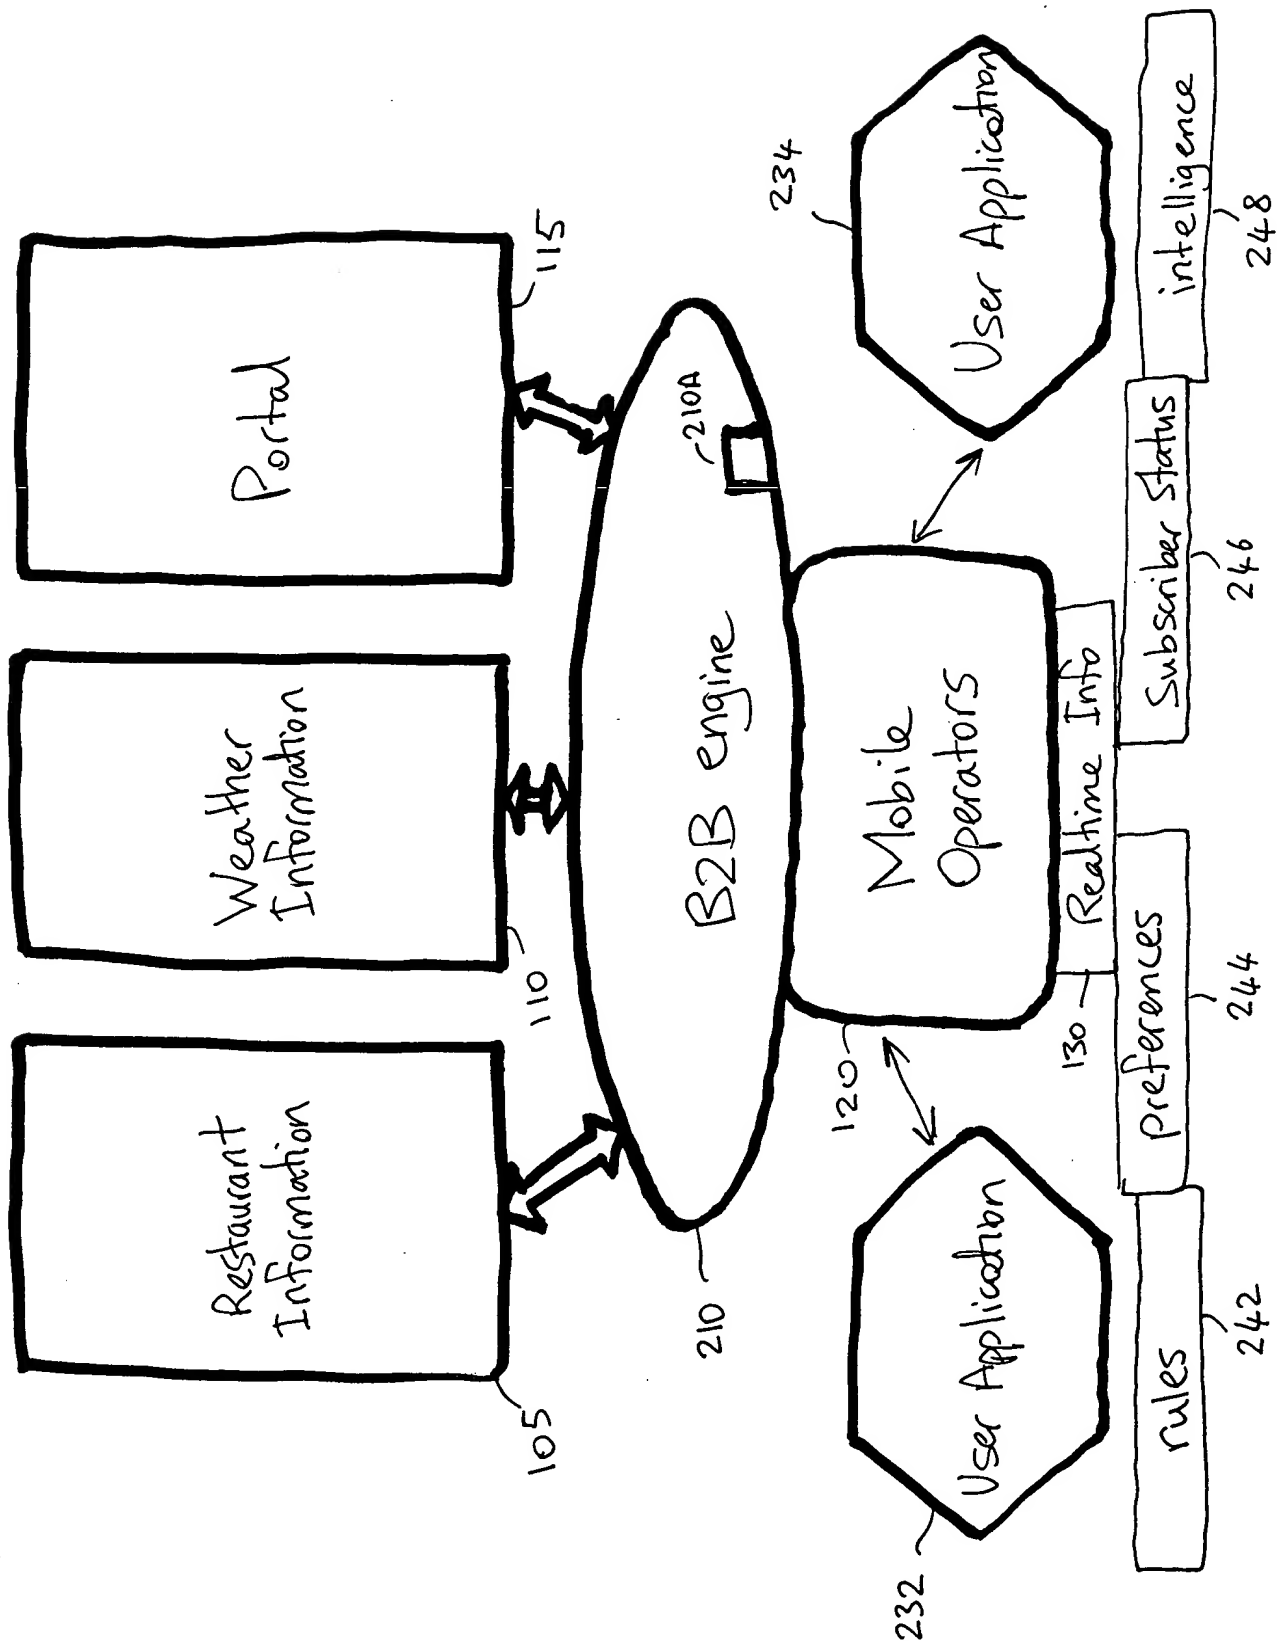 Restaurant
Information
105
Weather
Information
110
Portal
115
B2B engine
210
210A
Mobile
Operators
120
Realtime Info
130
User Application
232
User Application
234
rules
242
preferences
244
Subscriber Status
246
intelligence
248